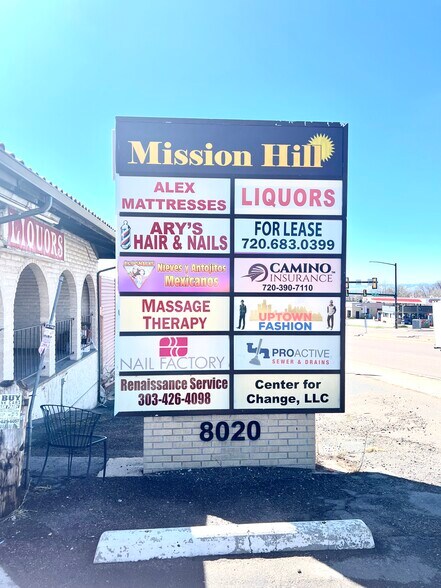 Mission Hill
ALEX
MATTRESSES
LIQUORS
ARY'S
HAIR & NAILS
FOR LEASE
720.683.0399
Nieves y Antojitos
Mexicanos
CAMINO
INSURANCE
720-390-7110
MASSAGE
THERAPY
UPTOWN
FASHION
NAIL FACTORY
PROACTIVE
SEWER & DRAINS
Renaissance Service
303-426-4098
Center for
Change, LLC
8020
LIQUORS
BUY